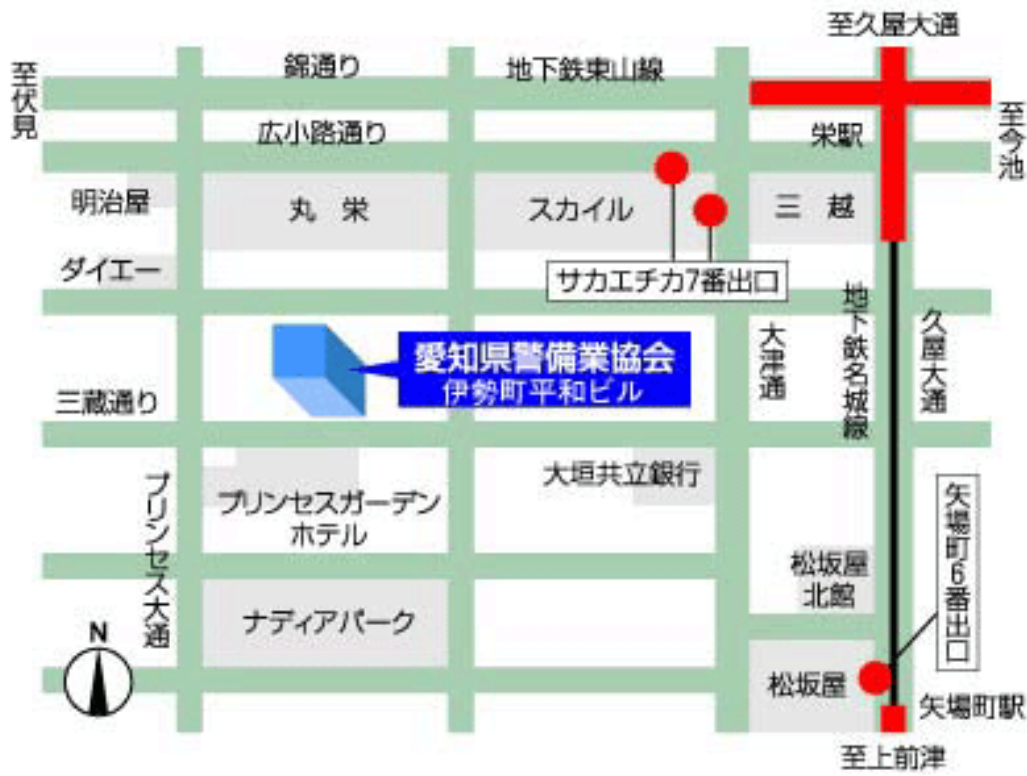 至久屋大通
錦通り
地下鉄東山線
至伏見
広小路通り
栄駅
至今池
明治屋
丸 栄
スカイル
三 越
ダイエー
サカエチカ7番出口
愛知県警備業協会
伊勢町平和ビル
大津通
地下鉄名城線
久屋大通
三蔵通り
プリンセス大通
プリンセスガーデン
ホテル
大垣共立銀行
矢場町6番出口
松坂屋
北館
ナディアパーク
N
松坂屋
矢場町駅
至上前津